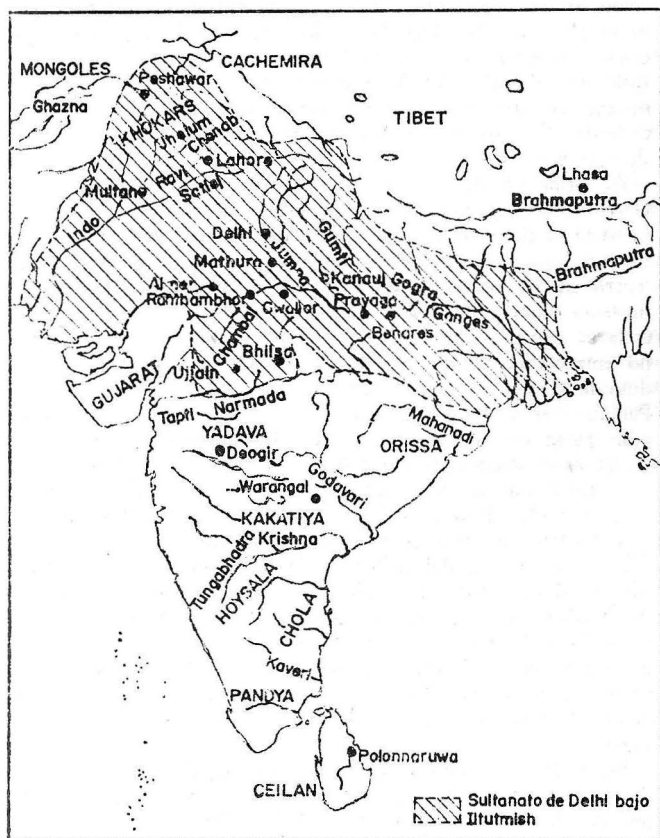 CACHEMIRA
MONGOLES
Peshawar
Ghazna
KHOKARS
Jhelum
Chenab
TIBET
Lahore
Ravi
Multan
Lhasa
Brahmaputra
Indo
Delhi
Gumti
Mathura
Jumna
Kanauj
Gogra
Brahmaputra
Ranthambhor
Gwalior
Prayaga
Ganges
Benares
Chambal
Bhilsa
Ujjain
GUJARAT
Narmada
Tapti
Mahanadi
YADAVA
ORISSA
Deogir
Warangal
Godavari
KAKATIYA
Krishna
Tungabhadra
HOYSALA
CHOLA
Kaveri
PANDYA
Polonnaruwa
CEILAN
Sultanato de Delhi bajo
Iltutmish